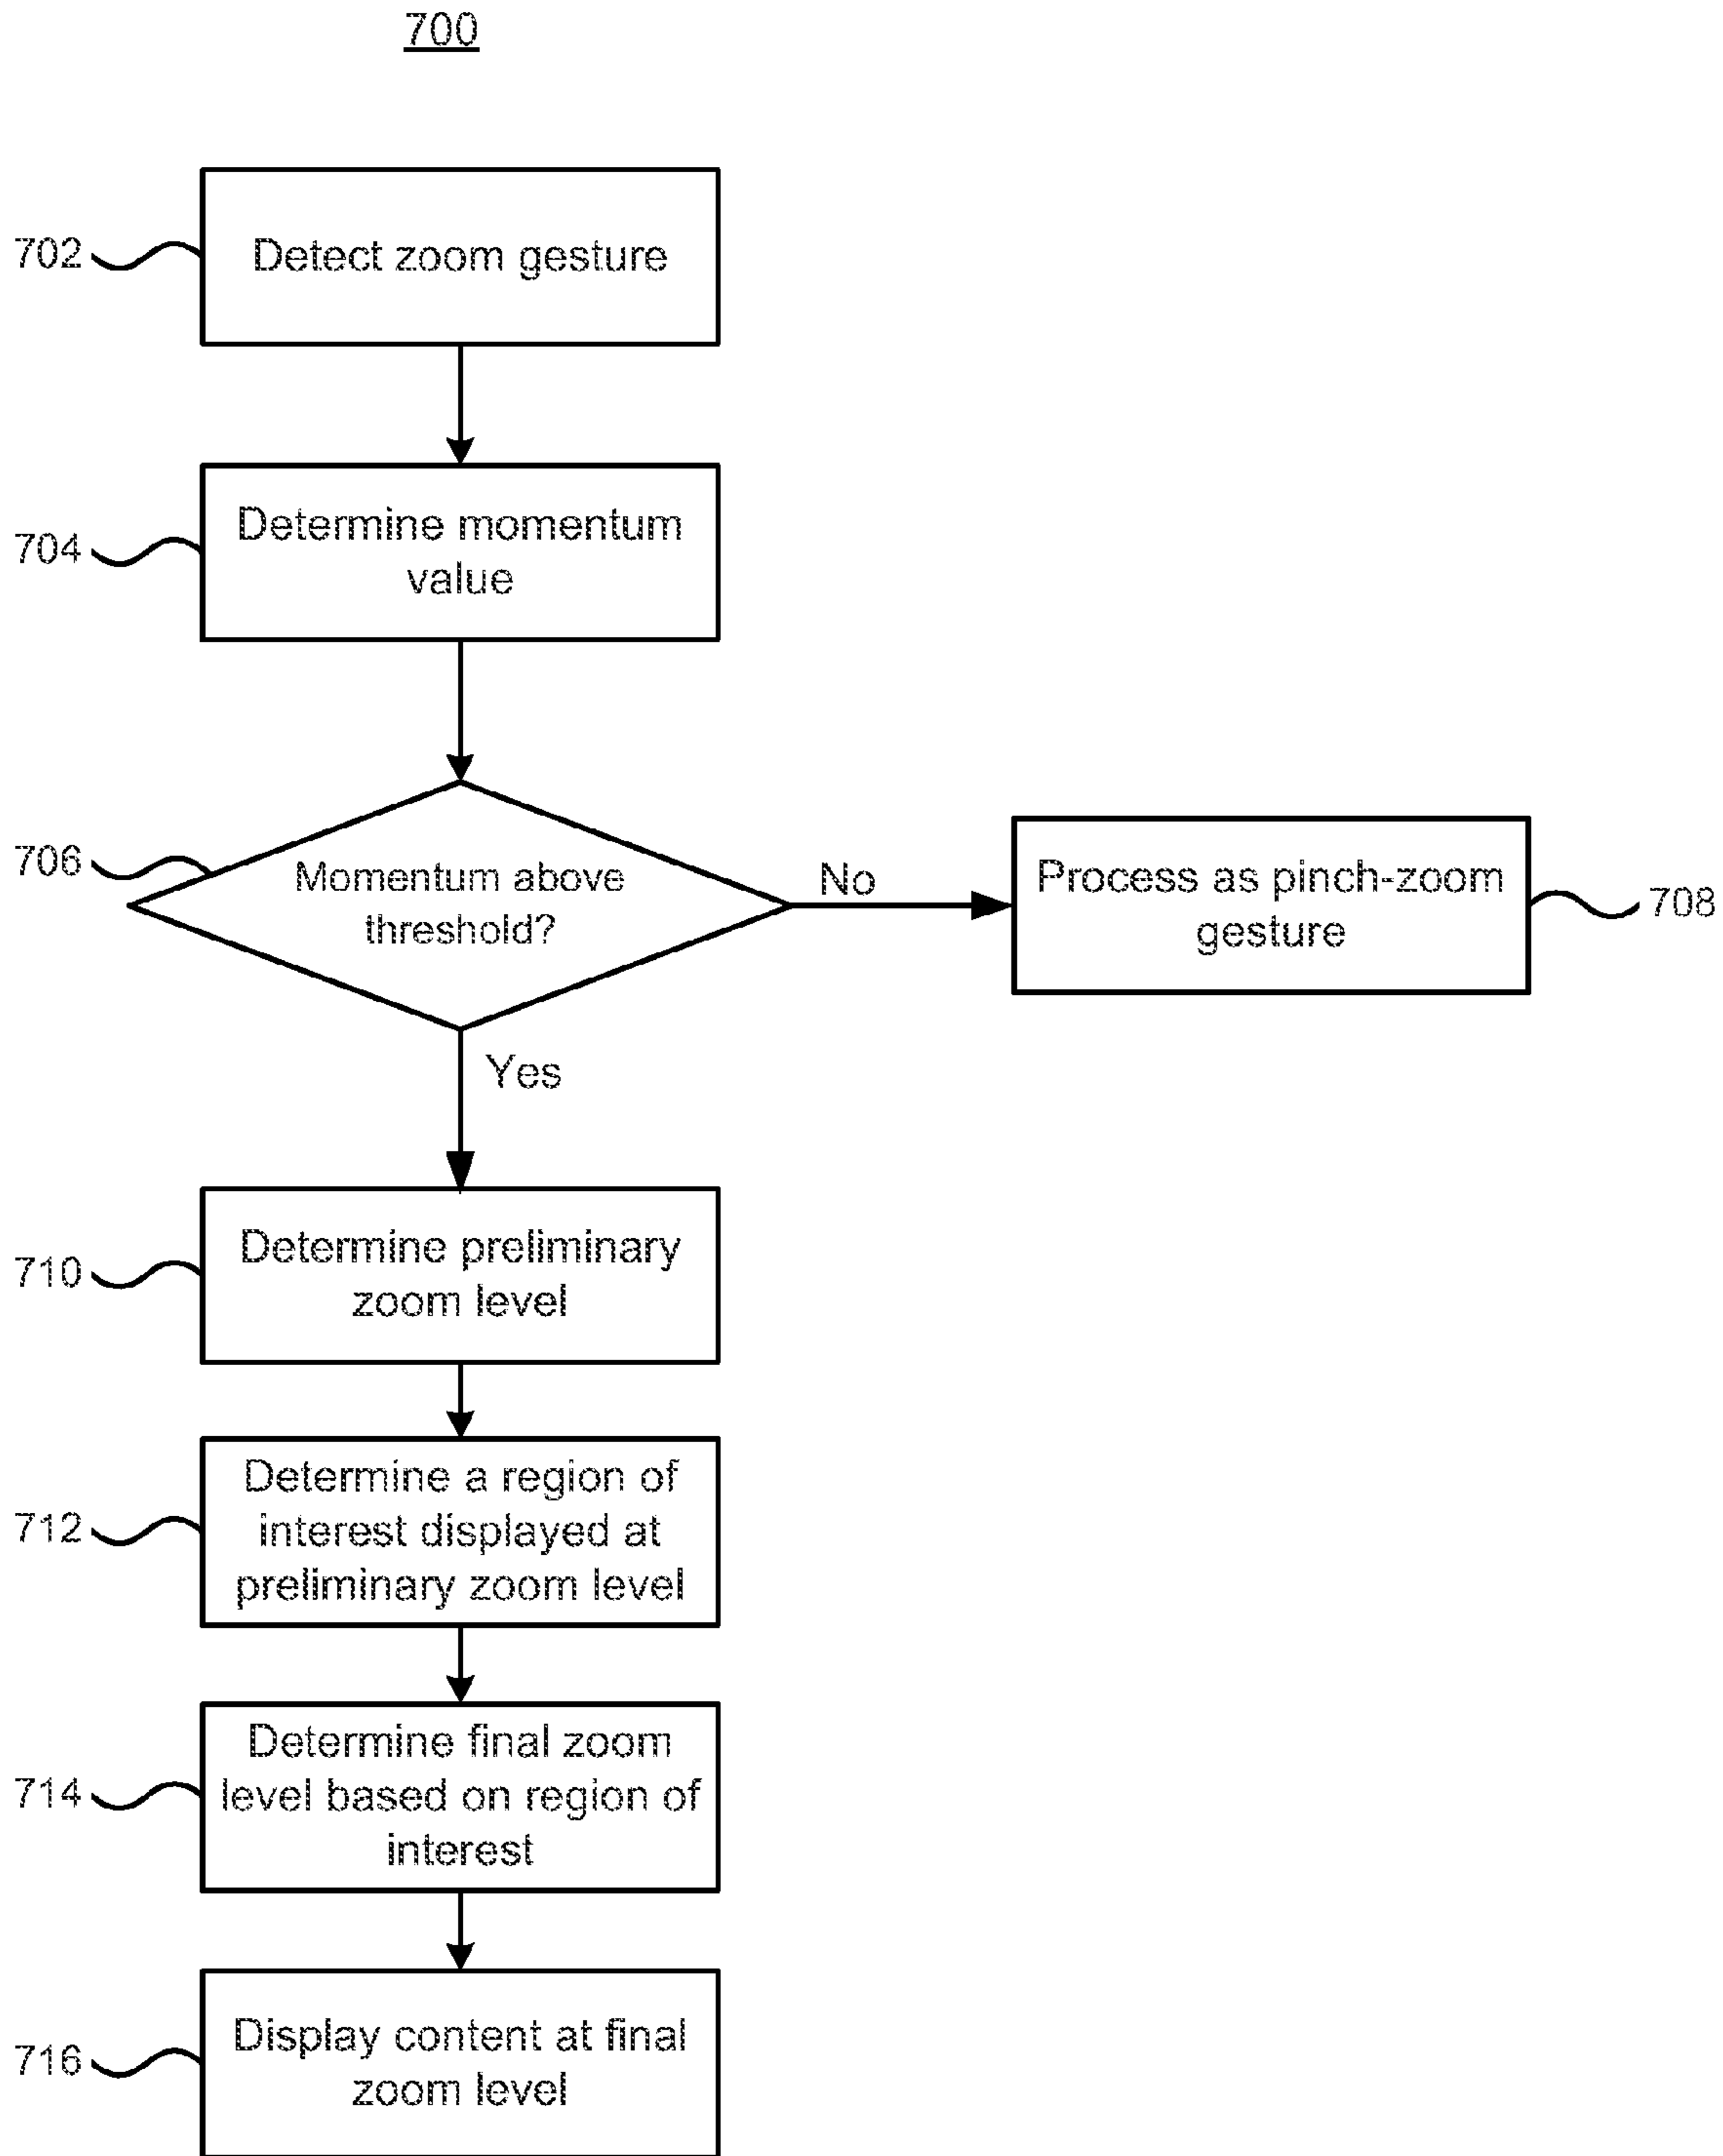 700
702
Detect zoom gesture
704
Determine momentum
value
706
Momentum above
threshold?
No
Process as pinch-zoom
gesture
708
Yes
710
Determine preliminary
zoom level
712
Determine a region of
interest displayed at
preliminary zoom level
714
Determine final zoom
level based on region of
interest
716
Display content at final
zoom level